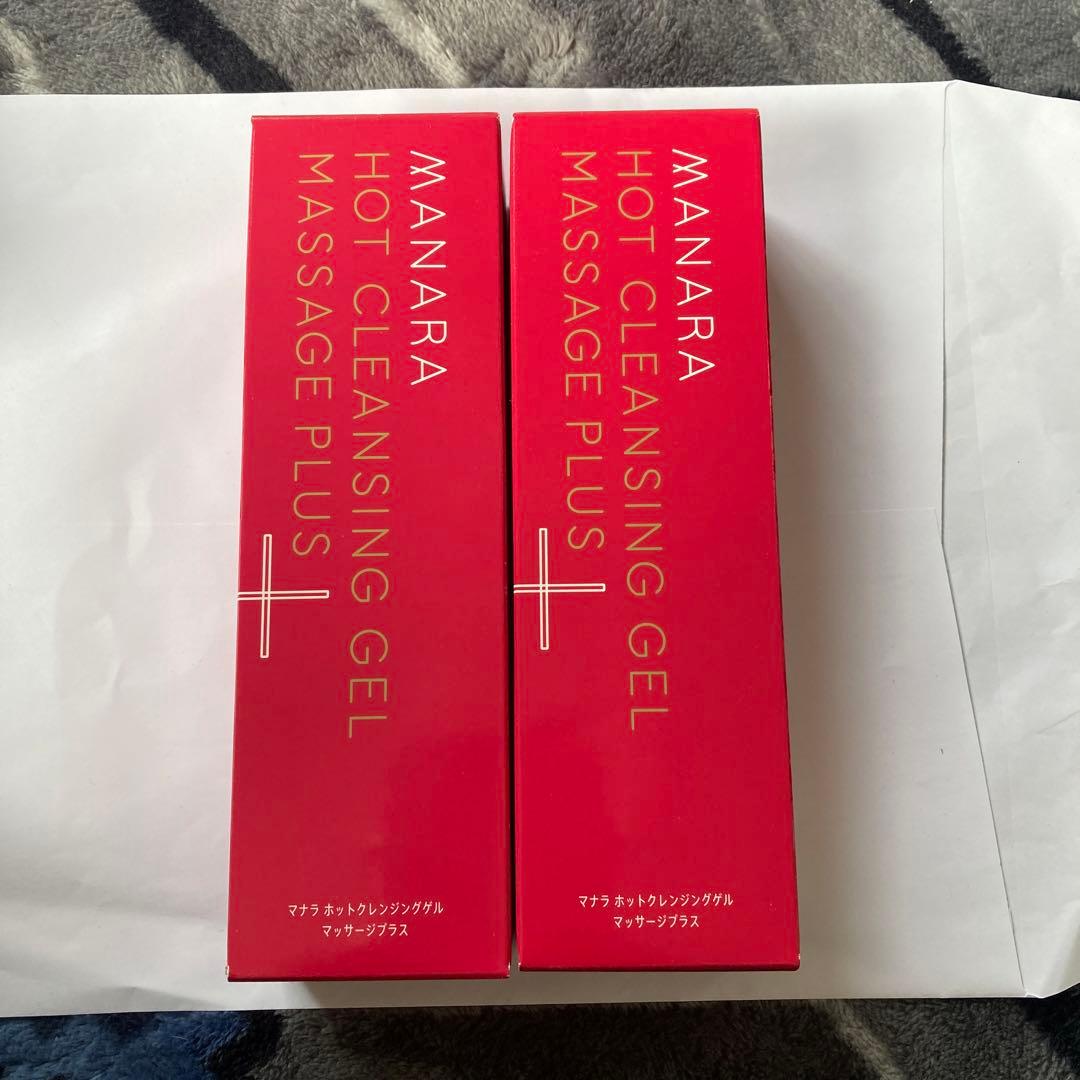 MANARA
HOT CLEANSING GEL
MASSAGE PLUS
マナラ ホットクレンジングゲル
マッサージプラス
MANARA
HOT CLEANSING GEL
MASSAGE PLUS
マナラ ホットクレンジングゲル
マッサージプラス